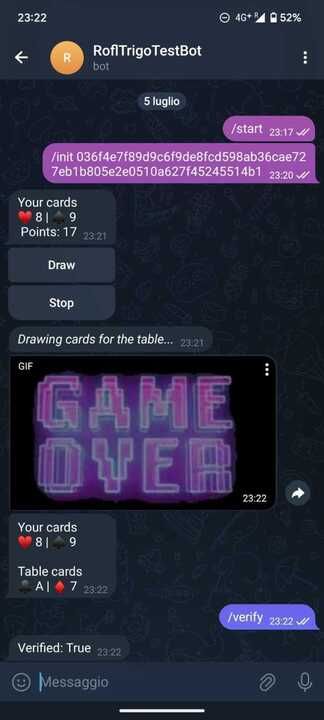 23:22 4G+ R 52%
R RoflTrigoTestBot
bot
5 luglio
/start 23:17
/init 036f4e7f89d9c6f9de8fcd598ab36cae72
7eb1b805e2e0510a627f45245514b1 23:20
Your cards
❤️ 8 | ♠️ 9
Points: 17 23:21
Draw
Stop
Drawing cards for the table... 23:21
GIF
GAME
OVER
23:22
Your cards
❤️ 8 | ♠️ 9
Table cards
♣️ A | ♦️ 7 23:22
/verify 23:22
Verified: True 23:22
Messaggio